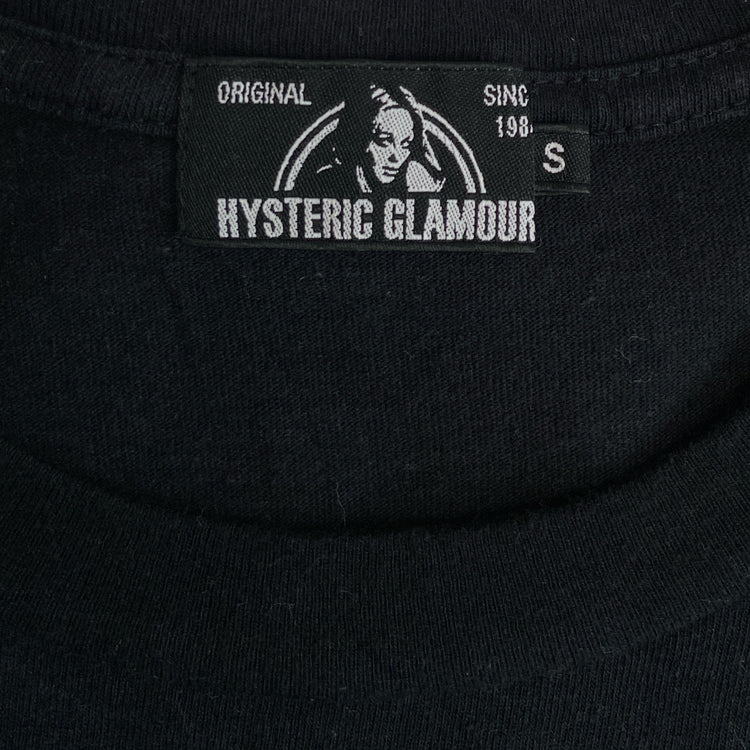 ORIGINAL SINC
198
HYSTERIC GLAMOUR
S